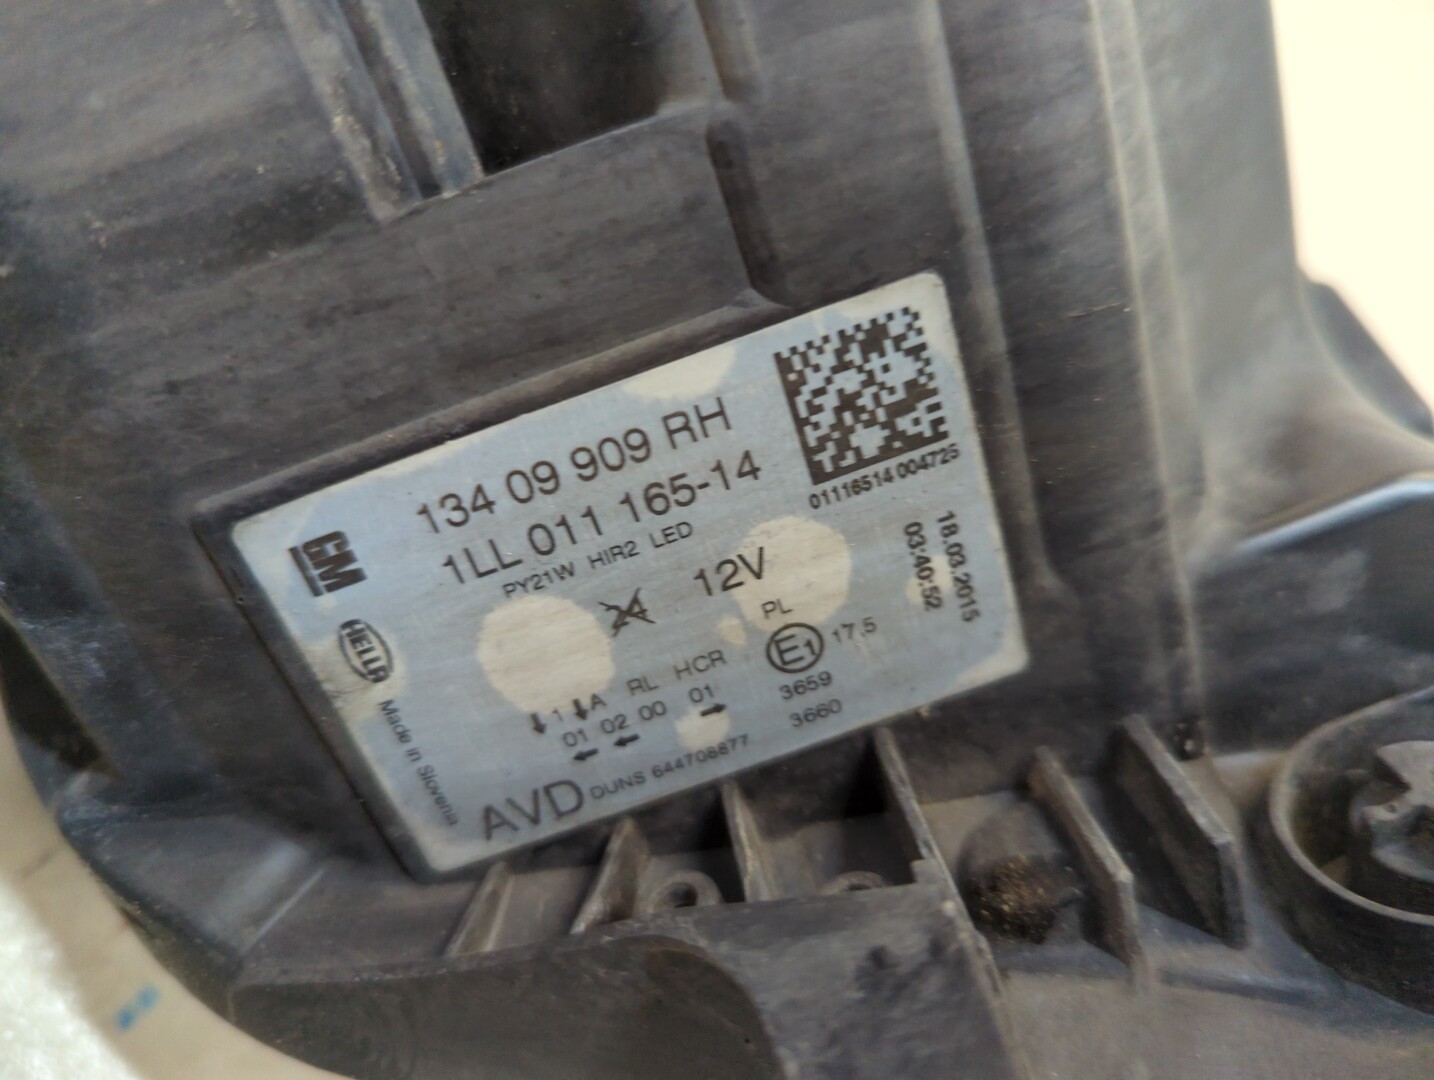 134 09 909 RH
1LL 011 165-14
PY21W HIR2 LED
24 12V
GM
HELLA
Made in Slovenia
01116514 004725
18.03.2015
03:40:52
PL
E1 17,5
3659
3660
1 A RL HCR
01 02 00 01
AVD DUNS 644708877